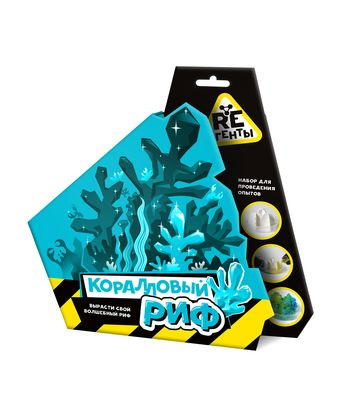 RE
ГЕНТЫ
НАБОР ДЛЯ
ПРОВЕДЕНИЯ
ОПЫТОВ
КОРАЛЛОВЫЙ
РИФ
ВЫРАСТИ СВОЙ
ВОЛШЕБНЫЙ РИФ